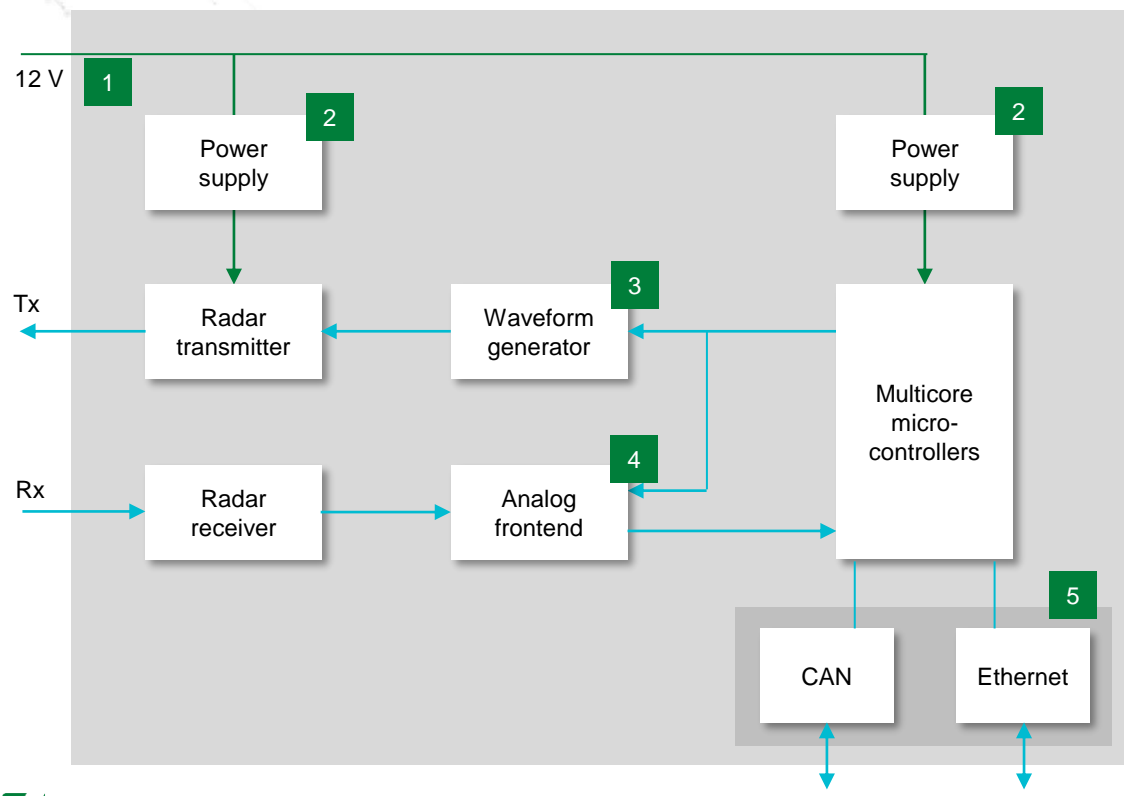 12 V
1
2
Power
supply
2
Power
supply
Tx
Radar
transmitter
3
Waveform
generator
Multicore
micro-
controllers
Rx
Radar
receiver
4
Analog
frontend
5
CAN
Ethernet